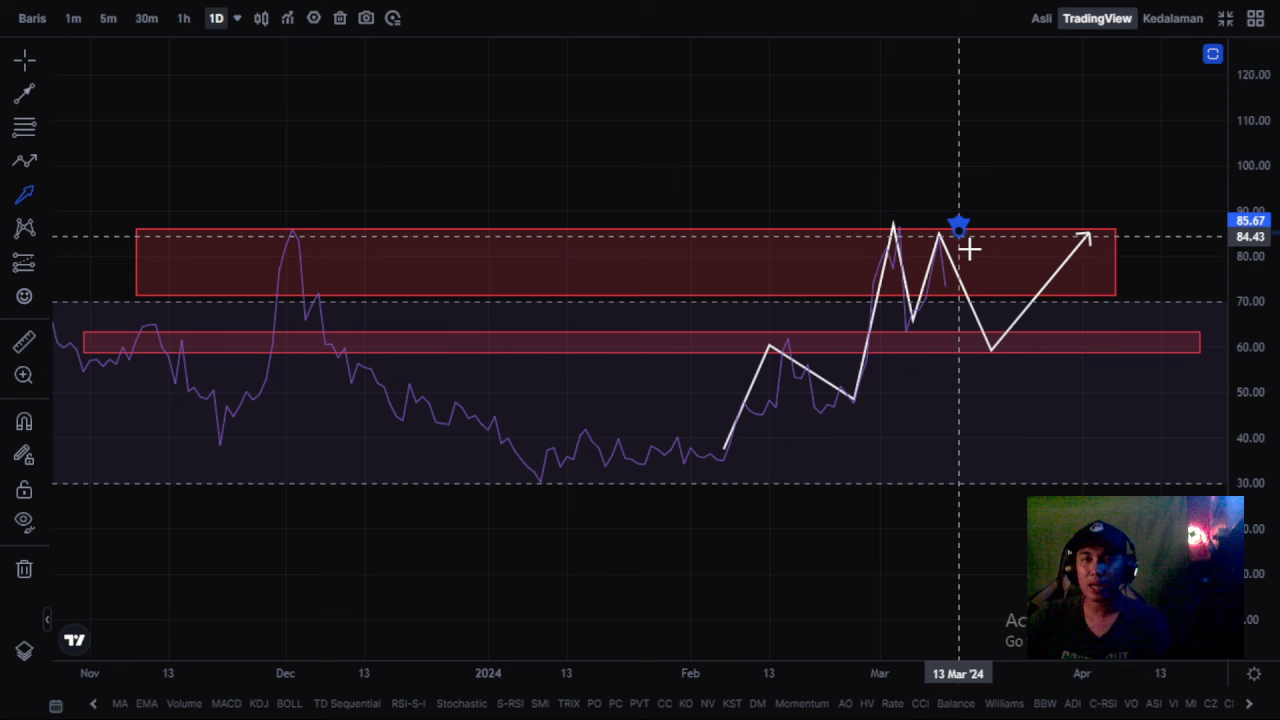 Baris 1m 5m 30m 1h 1D Asli TradingView Kedalaman
120.00
110.00
100.00
90.00
85.67
84.43
80.00
70.00
60.00
50.00
40.00
30.00
Ac
Go
Nov 13 Dec 13 2024 13 Feb 13 Mar 13 Mar '24 Apr 13
MA EMA Volume MACD KDJ BOLL TD Sequential RSI-S-I Stochastic S-RSI SMI TRIX PO PC PVT CC KO NV KST DM Momentum AO HV Rate CCI Balance Williams BBW ADI C-RSI VO ASI VI MI CZ